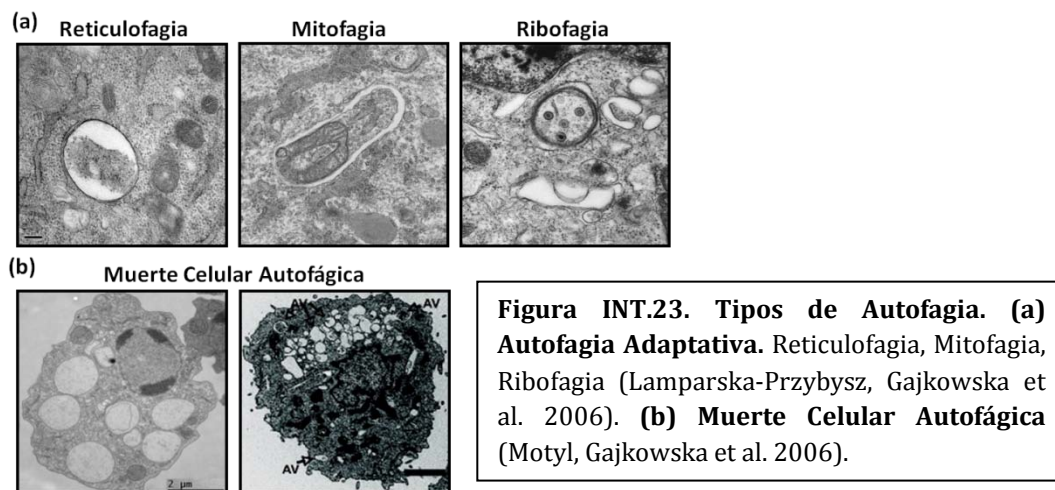 (a)
Reticulofagia Mitofagia Ribofagia
(b)
Muerte Celular Autofágica
AV AV
AV
2 µm
Figura INT.23. Tipos de Autofagia. (a)
Autofagia Adaptativa. Reticulofagia, Mitofagia,
Ribofagia (Lamparska-Przybysz, Gajkowska et
al. 2006). (b) Muerte Celular Autofágica
(Motyl, Gajkowska et al. 2006).